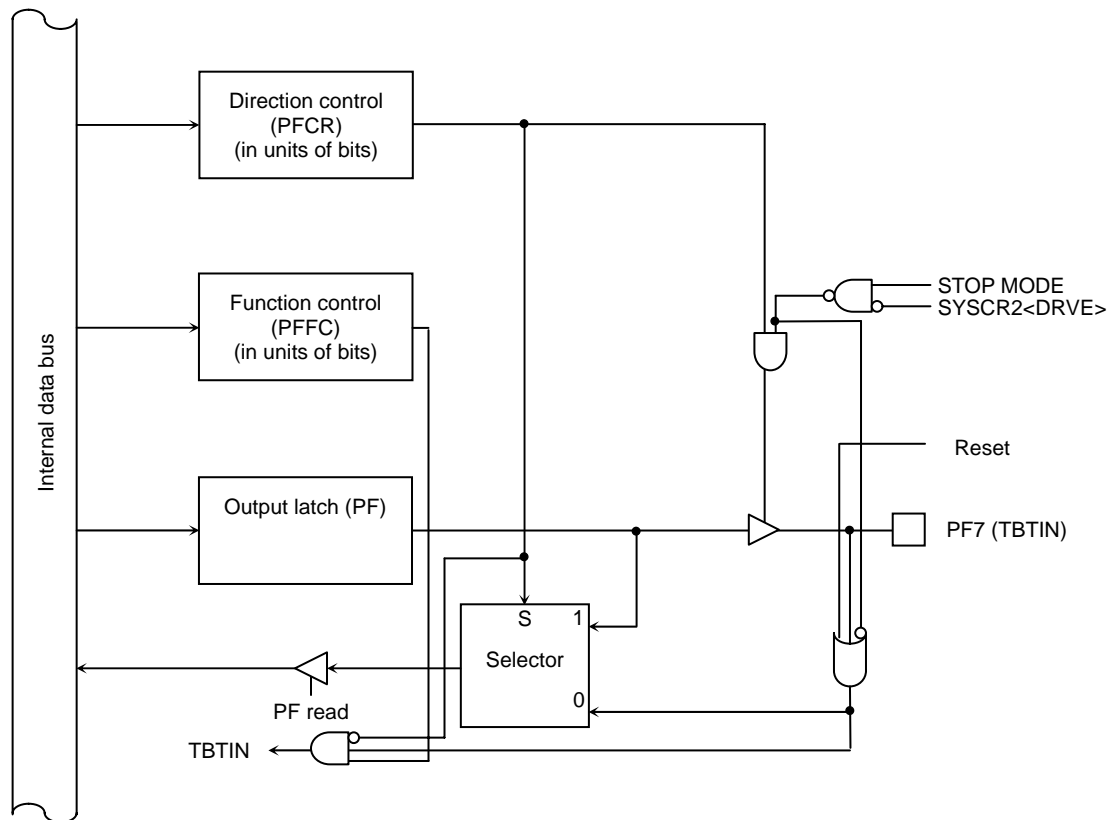 Internal data bus
Direction control
(PFCR)
(in units of bits)
Function control
(PFFC)
(in units of bits)
STOP MODE
SYSCR2<DRVE>
Reset
Output latch (PF)
PF7 (TBTIN)
S
1
Selector
0
PF read
TBTIN